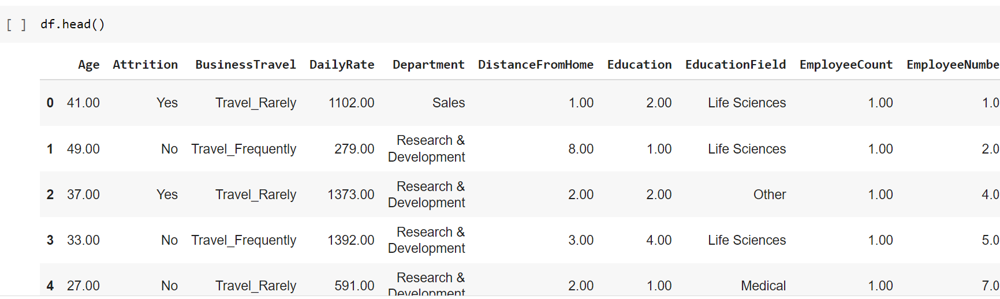 [ ] df.head()
Age Attrition BusinessTravel DailyRate Department DistanceFromHome Education EducationField EmployeeCount EmployeeNumbe
0 41.00 Yes Travel_Rarely 1102.00 Sales 1.00 2.00 Life Sciences 1.00 1.0
1 49.00 No Travel_Frequently 279.00 Research & Development 8.00 1.00 Life Sciences 1.00 2.0
2 37.00 Yes Travel_Rarely 1373.00 Research & Development 2.00 2.00 Other 1.00 4.0
3 33.00 No Travel_Frequently 1392.00 Research & Development 3.00 4.00 Life Sciences 1.00 5.0
4 27.00 No Travel_Rarely 591.00 Research & Development 2.00 1.00 Medical 1.00 7.0